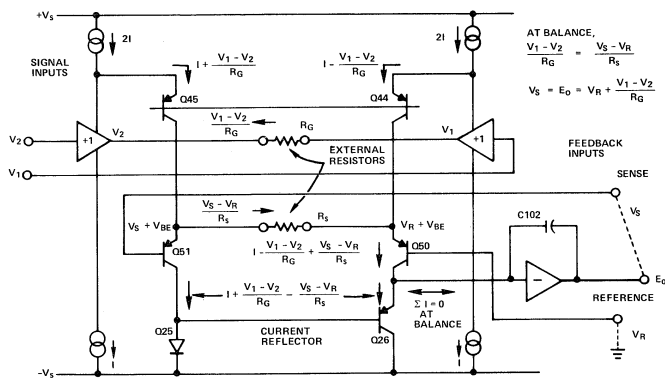 +Vs
2I
I + (V1 – V2)/RG
I – (V1 – V2)/RG
2I
AT BALANCE,
(V1 – V2)/RG = (VS – VR)/Rs
VS = Eo = VR + (V1 – V2)/RG
SIGNAL
INPUTS
Q45
Q44
V2
+1
V2
(V1 – V2)/RG
RG
V1
+1
V1
EXTERNAL
RESISTORS
FEEDBACK
INPUTS
SENSE
(VS – VR)/Rs
Rs
VS
VS + VBE
VR + VBE
C102
Q51
I – (V1 – V2)/RG + (VS – VR)/Rs
Q50
–
Eo
I + (V1 – V2)/RG – (VS – VR)/Rs
Σ I = 0
AT
BALANCE
REFERENCE
Q25
CURRENT
REFLECTOR
Q26
VR
I
I
–Vs